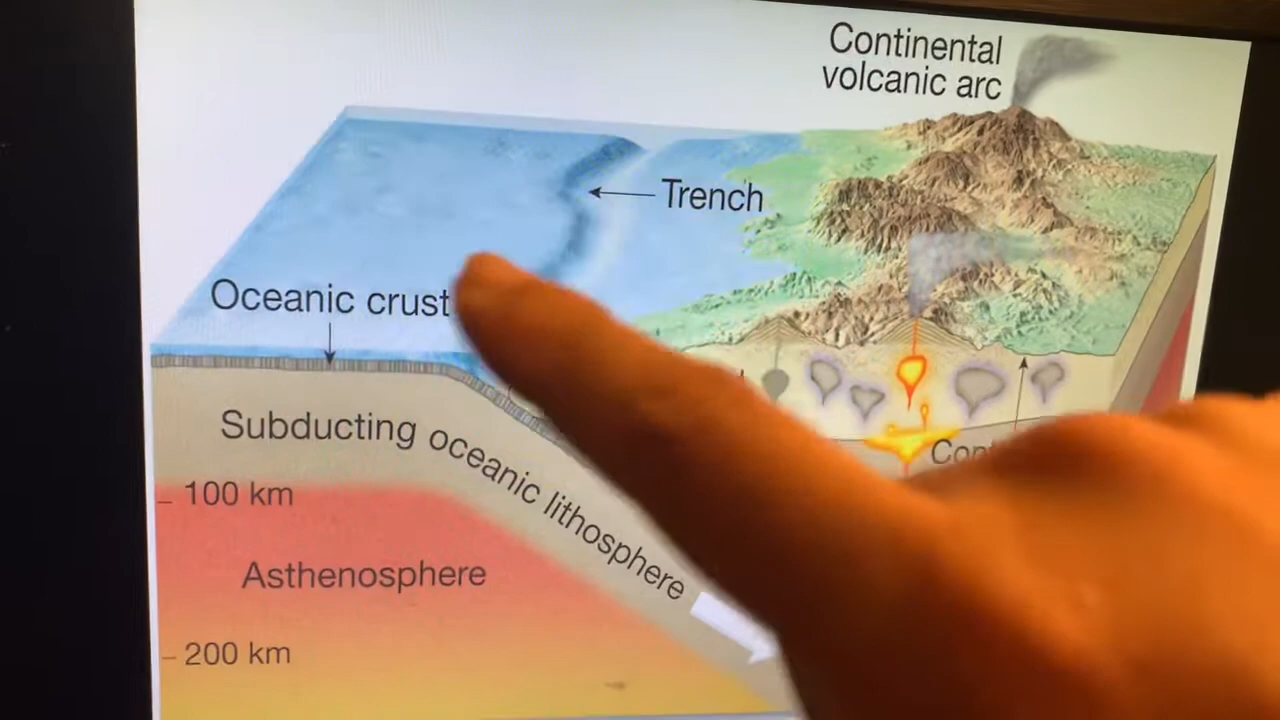 Continental
volcanic arc
Trench
Oceanic crust
Subducting oceanic lithosphere
100 km
Asthenosphere
200 km